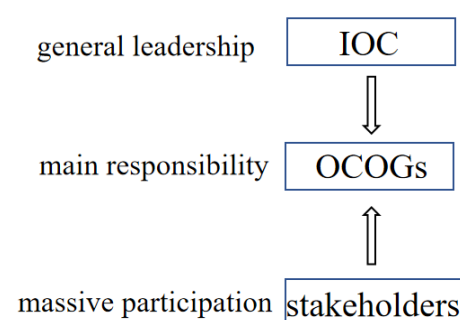 general leadership IOC
main responsibility OCOGs
massive participation stakeholders